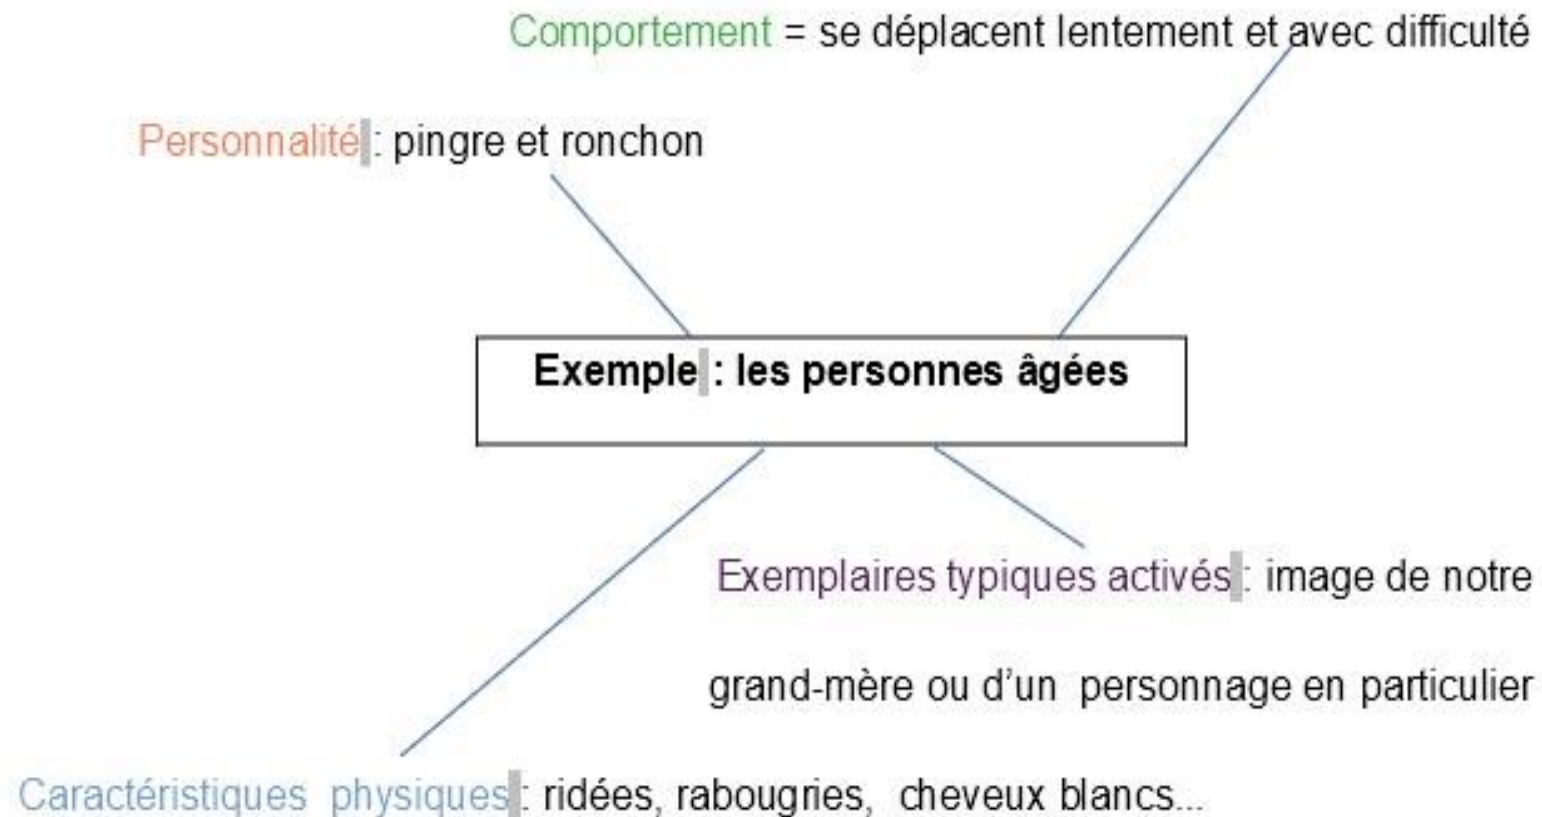 Comportement = se déplacent lentement et avec difficulté
Personnalité : pingre et ronchon
Exemple : les personnes âgées
Exemplaires typiques activés : image de notre
grand-mère ou d’un personnage en particulier
Caractéristiques physiques : ridées, rabougries, cheveux blancs...